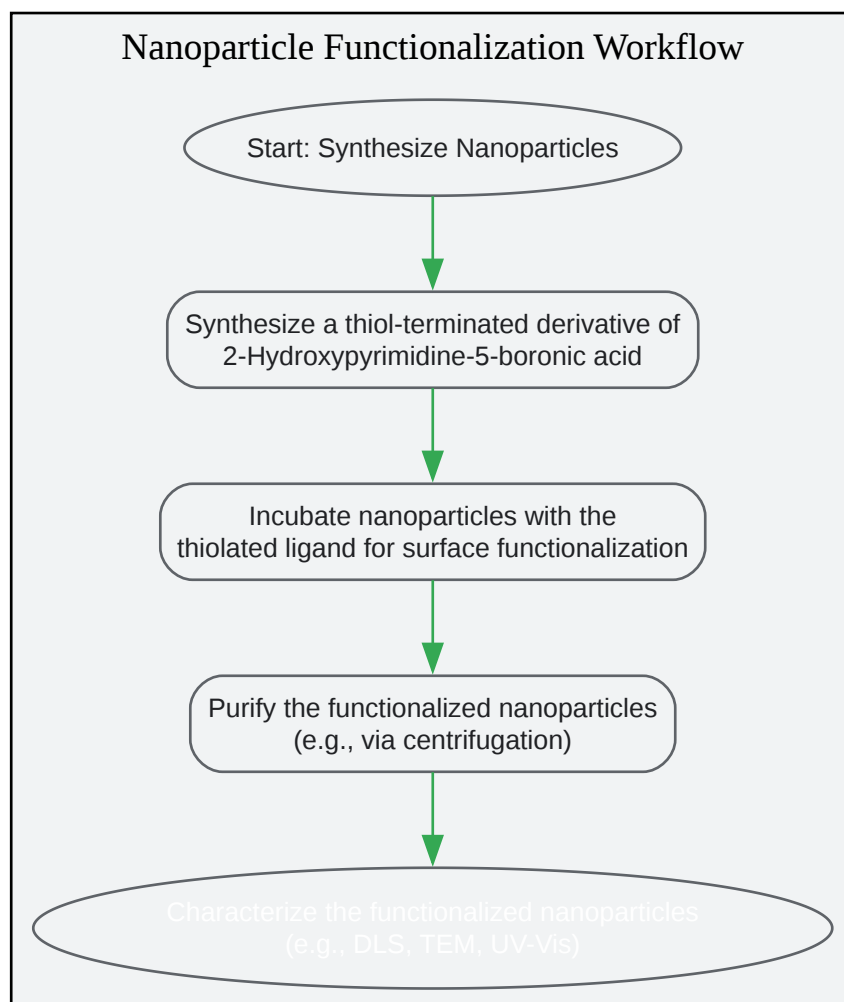 Nanoparticle Functionalization Workflow
Start: Synthesize Nanoparticles
Synthesize a thiol-terminated derivative of
2-Hydroxypyrimidine-5-boronic acid
Incubate nanoparticles with the
thiolated ligand for surface functionalization
Purify the functionalized nanoparticles
(e.g., via centrifugation)
Characterize the functionalized nanoparticles
(e.g., DLS, TEM, UV-Vis)